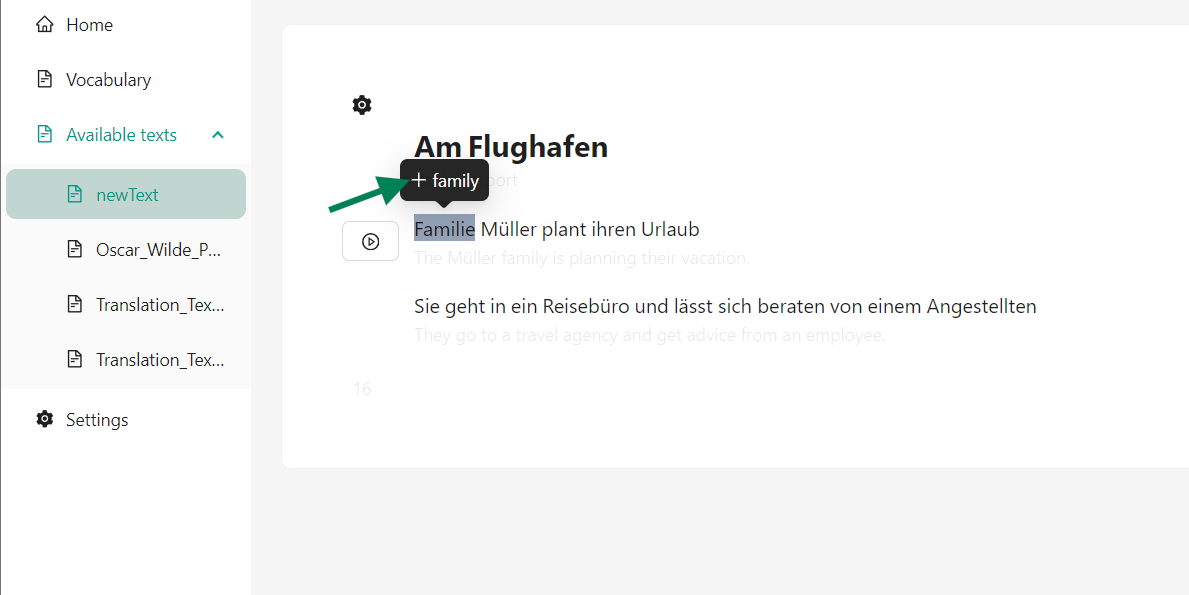 Home
Vocabulary
Available texts
newText
Oscar_Wilde_P...
Translation_Tex...
Translation_Tex...
Settings
Am Flughafen
+ family
port
Familie Müller plant ihren Urlaub
The Müller family is planning their vacation.
Sie geht in ein Reisebüro und lässt sich beraten von einem Angestellten
They go to a travel agency and get advice from an employee.
16